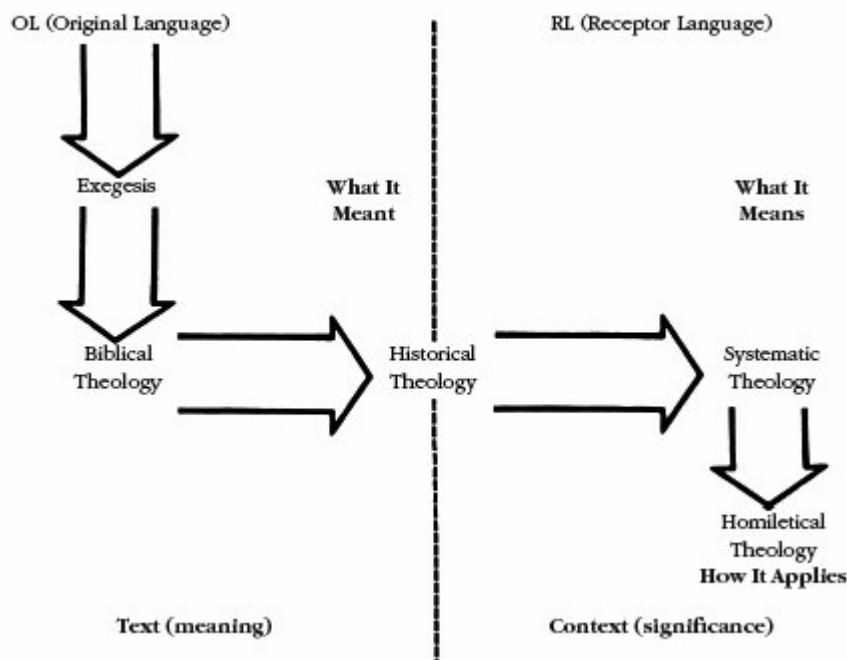 OL (Original Language)
RL (Receptor Language)
Exegesis
What It
Meant
What It
Means
Biblical
Theology
Historical
Theology
Systematic
Theology
Homiletical
Theology
How It Applies
Text (meaning)
Context (significance)